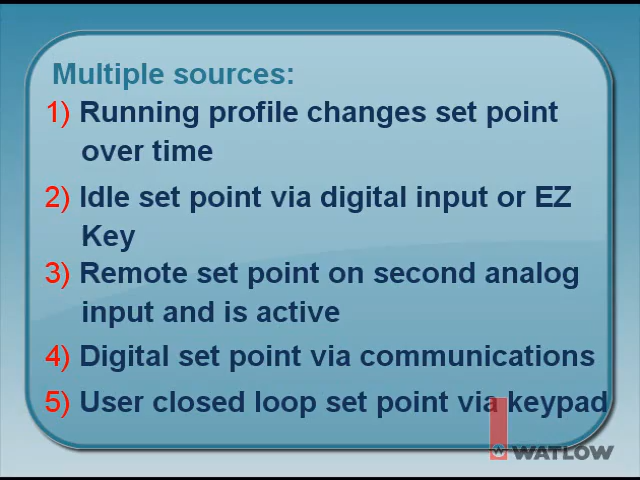 Multiple sources:
1) Running profile changes set point
over time
2) Idle set point via digital input or EZ
Key
3) Remote set point on second analog
input and is active
4) Digital set point via communications
5) User closed loop set point via keypad
WATLOW